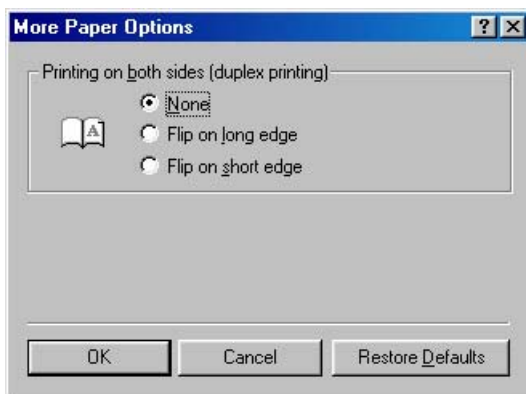 More Paper Options
Printing on both sides (duplex printing)
None
A
Flip on long edge
Flip on short edge
OK Cancel Restore Defaults